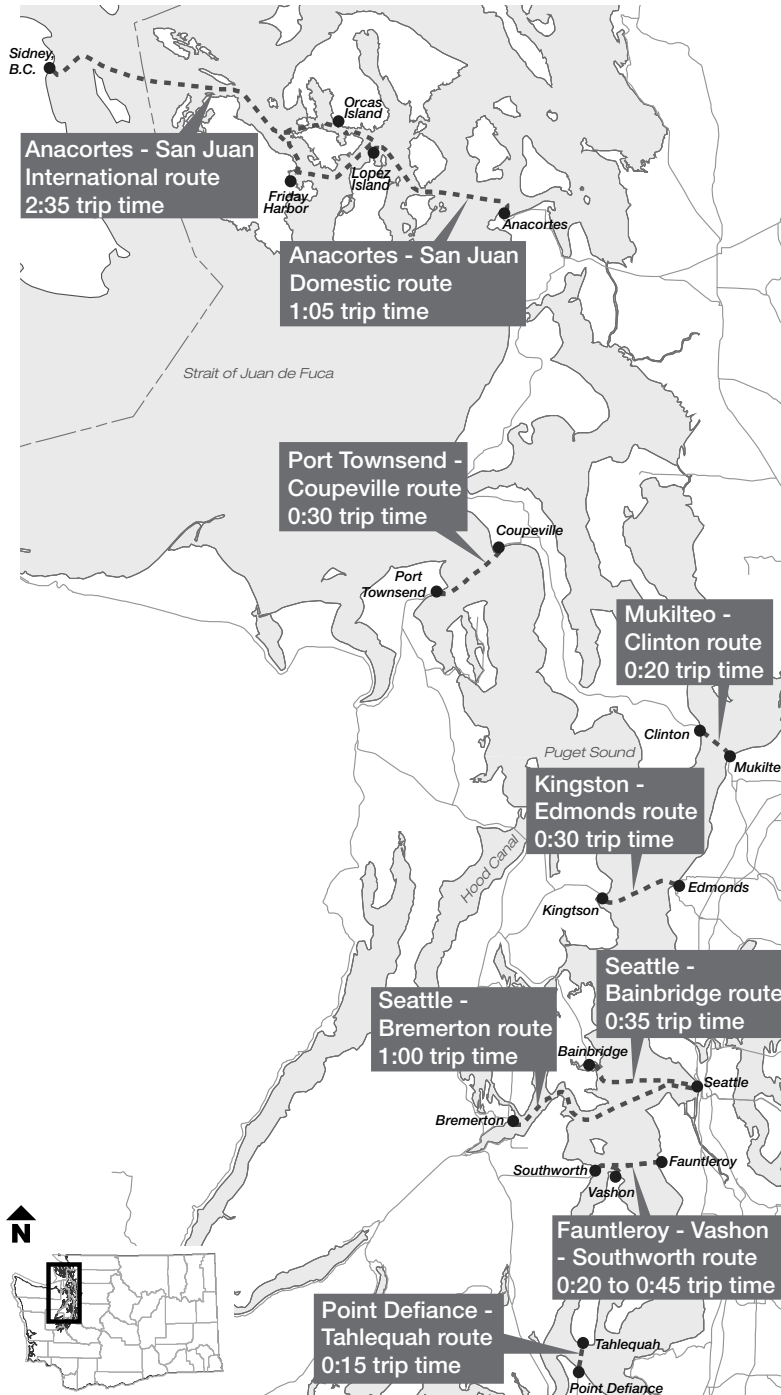 Sidney,
B.C.
Orcas
Island
Anacortes - San Juan
International route
2:35 trip time
Lopez
Island
Friday
Harbor
Anacortes
Anacortes - San Juan
Domestic route
1:05 trip time
Strait of Juan de Fuca
Port Townsend -
Coupeville route
0:30 trip time
Coupeville
Port
Townsend
Mukilteo -
Clinton route
0:20 trip time
Clinton
Puget Sound
Mukilte
Kingston -
Edmonds route
0:30 trip time
Hood Canal
Edmonds
Kingtson
Seattle -
Bainbridge route
0:35 trip time
Seattle -
Bremerton route
1:00 trip time
Bainbridge
Seattle
Bremerton
Fauntleroy
Southworth
Vashon
N
Fauntleroy - Vashon
- Southworth route
0:20 to 0:45 trip time
Point Defiance -
Tahlequah route
0:15 trip time
Tahlequah
Point Defiance